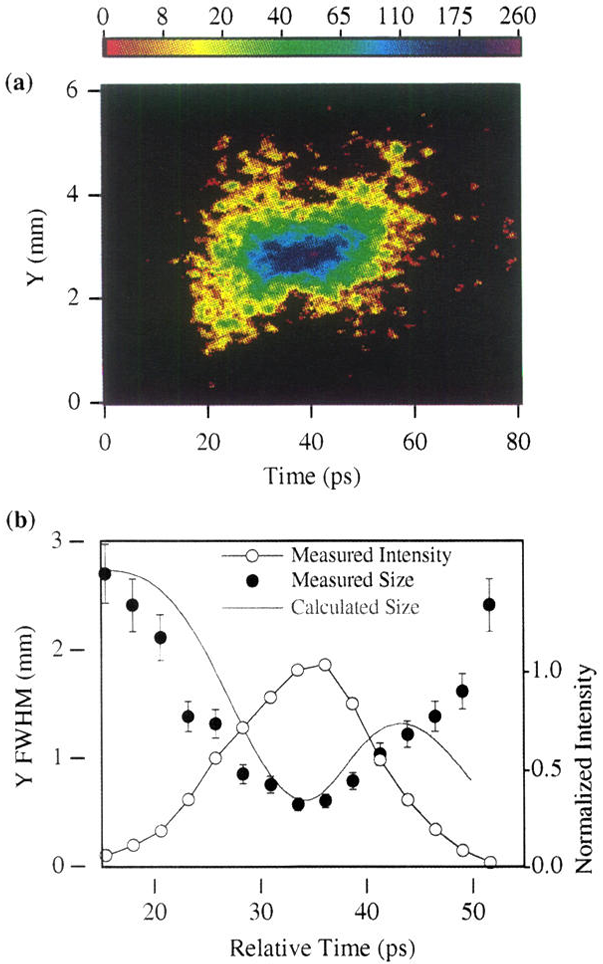 0 8 20 40 65 110 175 260
(a)
6
4
2
0
Y (mm)
0 20 40 60 80
Time (ps)
(b)
3
2
1
0
Y FWHM (mm)
Measured Intensity
Measured Size
Calculated Size
1.0
0.5
0.0
Normalized Intensity
20 30 40 50
Relative Time (ps)